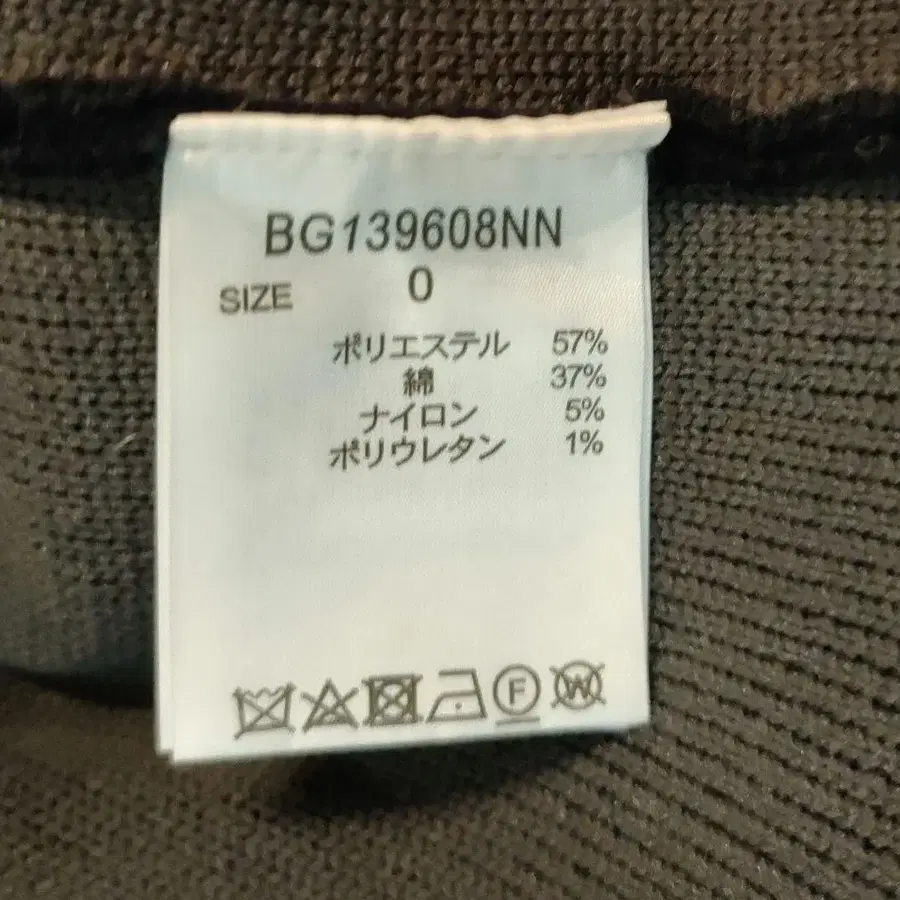 BG139608NN
SIZE 0
ポリエステル 57%
綿 37%
ナイロン 5%
ポリウレタン 1%
F W